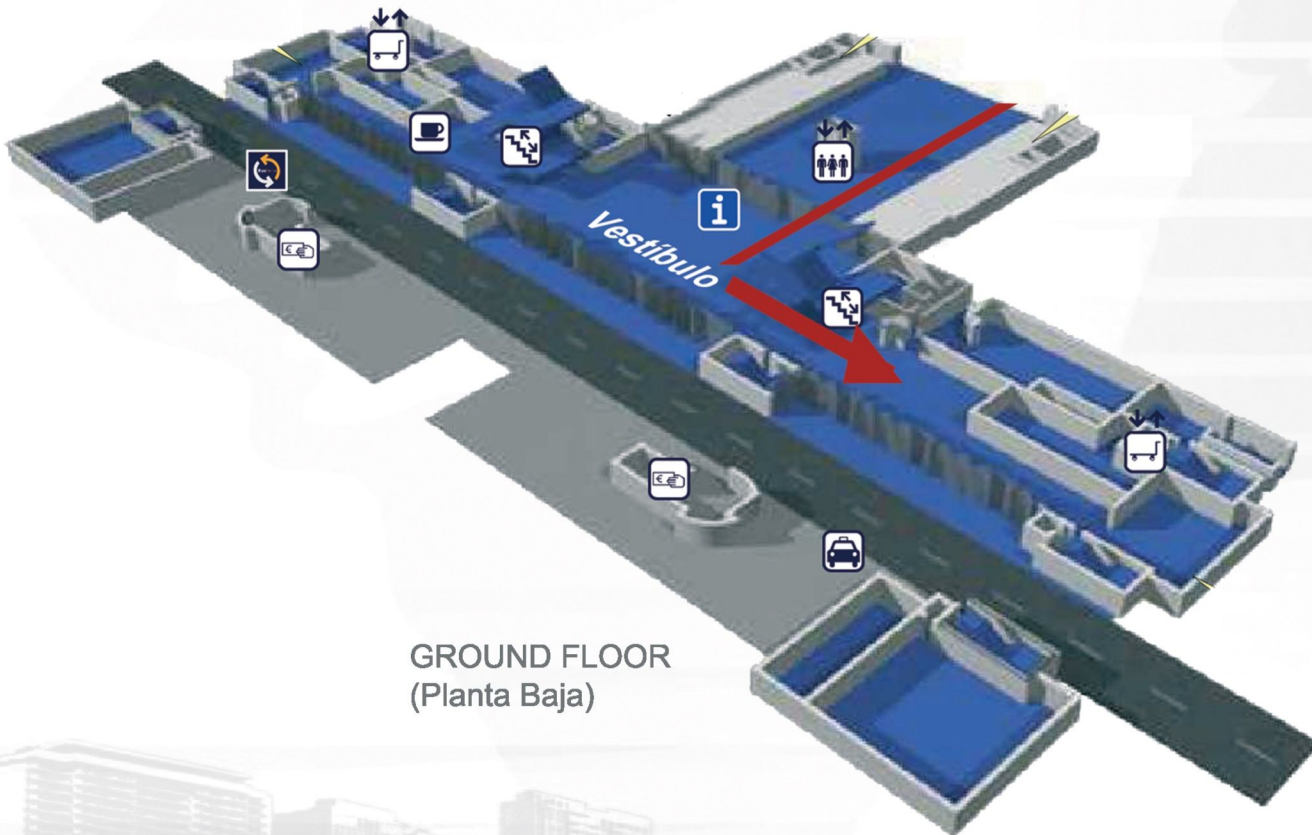 i
Vestíbulo
€
€
GROUND FLOOR
(Planta Baja)